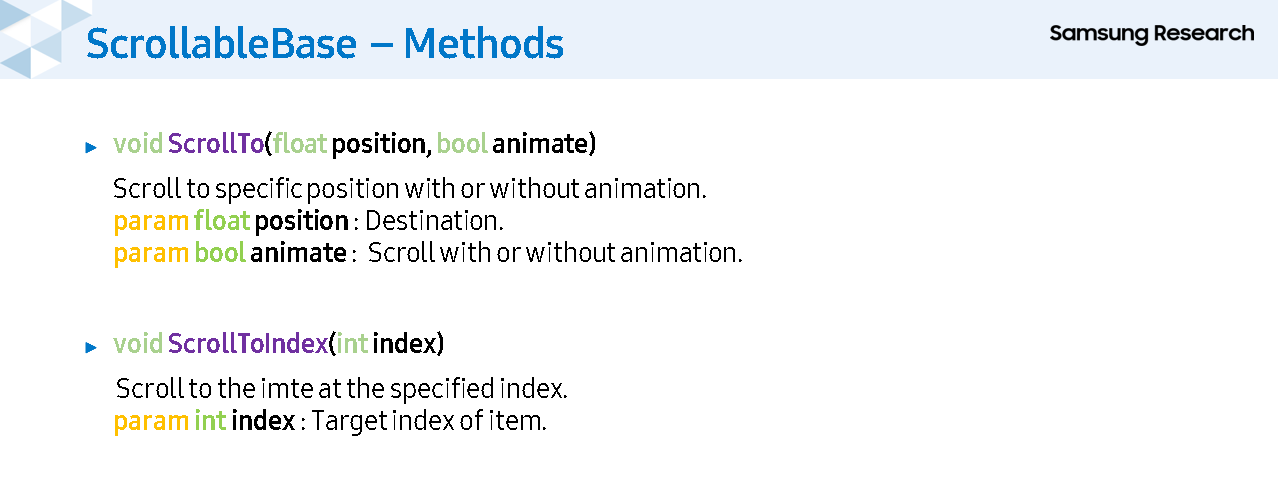 ScrollableBase – Methods
Samsung Research
void ScrollTo(float position, bool animate)
Scroll to specific position with or without animation.
param float position : Destination.
param bool animate : Scroll with or without animation.
void ScrollToIndex(int index)
Scroll to the imte at the specified index.
param int index : Target index of item.